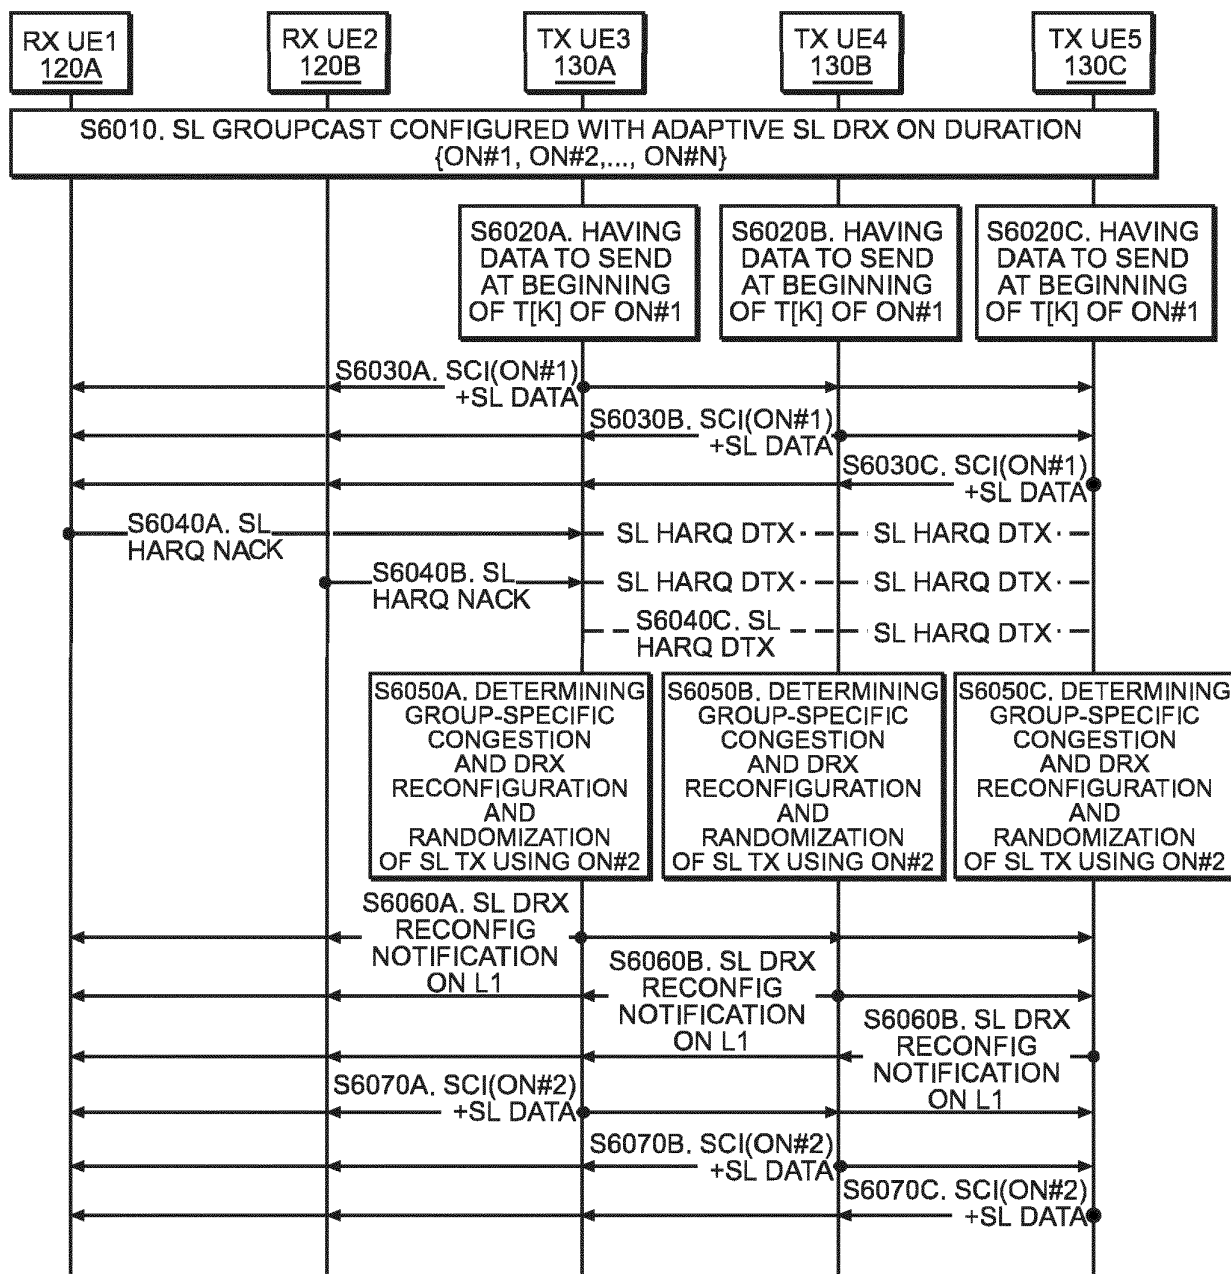 RX UE1
120A
RX UE2
120B
TX UE3
130A
TX UE4
130B
TX UE5
130C
S6010. SL GROUPCAST CONFIGURED WITH ADAPTIVE SL DRX ON DURATION
{ON#1, ON#2,..., ON#N}
S6020A. HAVING
DATA TO SEND
AT BEGINNING
OF T[K] OF ON#1
S6020B. HAVING
DATA TO SEND
AT BEGINNING
OF T[K] OF ON#1
S6020C. HAVING
DATA TO SEND
AT BEGINNING
OF T[K] OF ON#1
S6030A. SCI(ON#1)
+SL DATA
S6030B. SCI(ON#1)
+SL DATA
S6030C. SCI(ON#1)
+SL DATA
S6040A. SL
HARQ NACK
SL HARQ DTX
SL HARQ DTX
S6040B. SL
HARQ NACK
SL HARQ DTX
SL HARQ DTX
S6040C. SL
HARQ DTX
SL HARQ DTX
S6050A. DETERMINING
GROUP-SPECIFIC
CONGESTION
AND DRX
RECONFIGURATION
AND
RANDOMIZATION
OF SL TX USING ON#2
S6050B. DETERMINING
GROUP-SPECIFIC
CONGESTION
AND DRX
RECONFIGURATION
AND
RANDOMIZATION
OF SL TX USING ON#2
S6050C. DETERMINING
GROUP-SPECIFIC
CONGESTION
AND DRX
RECONFIGURATION
AND
RANDOMIZATION
OF SL TX USING ON#2
S6060A. SL DRX
RECONFIG
NOTIFICATION
ON L1
S6060B. SL DRX
RECONFIG
NOTIFICATION
ON L1
S6060B. SL DRX
RECONFIG
NOTIFICATION
ON L1
S6070A. SCI(ON#2)
+SL DATA
S6070B. SCI(ON#2)
+SL DATA
S6070C. SCI(ON#2)
+SL DATA